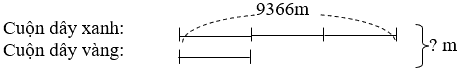 9366m
Cuộn dây xanh:
Cuộn dây vàng:
? m